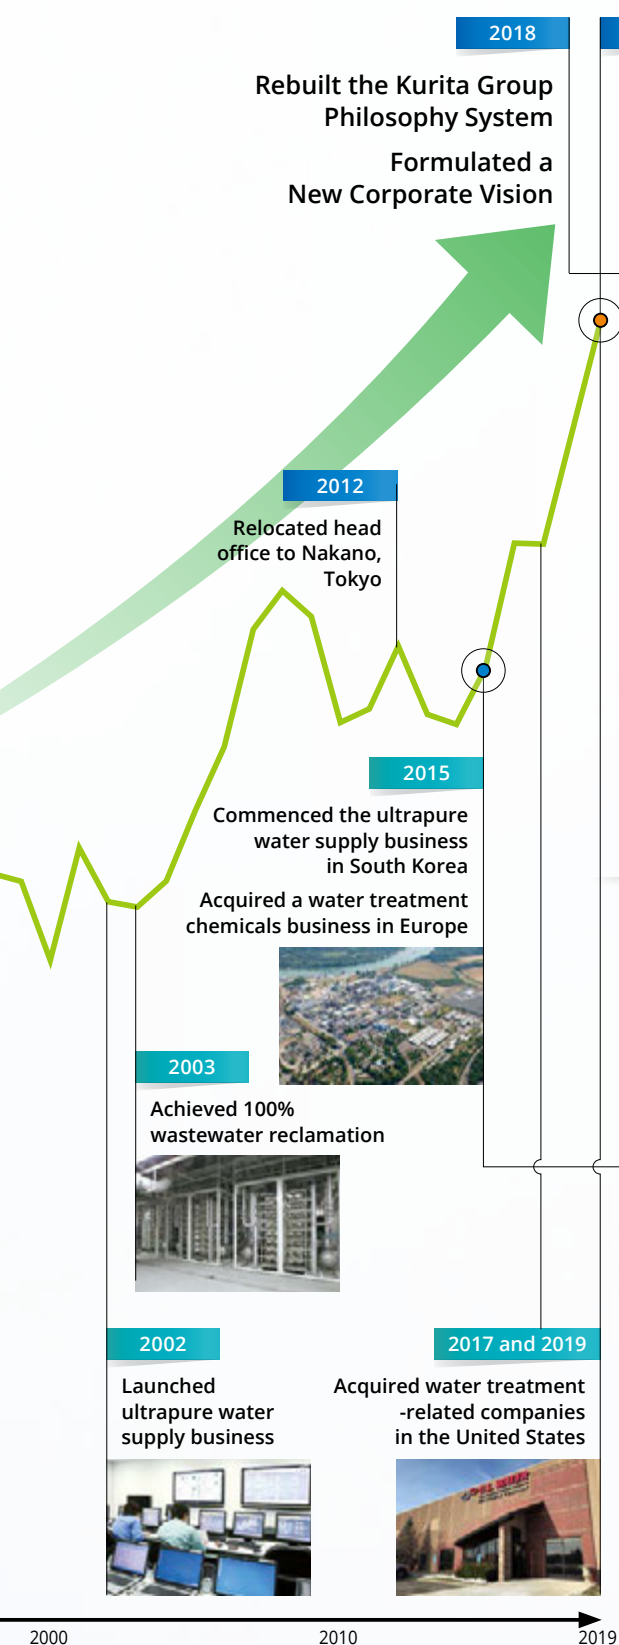 2018
Rebuilt the Kurita Group
Philosophy System
Formulated a
New Corporate Vision
2012
Relocated head
office to Nakano,
Tokyo
2015
Commenced the ultrapure
water supply business
in South Korea
Acquired a water treatment
chemicals business in Europe
2003
Achieved 100%
wastewater reclamation
2002
Launched
ultrapure water
supply business
2017 and 2019
Acquired water treatment
-related companies
in the United States
2000
2010
2019